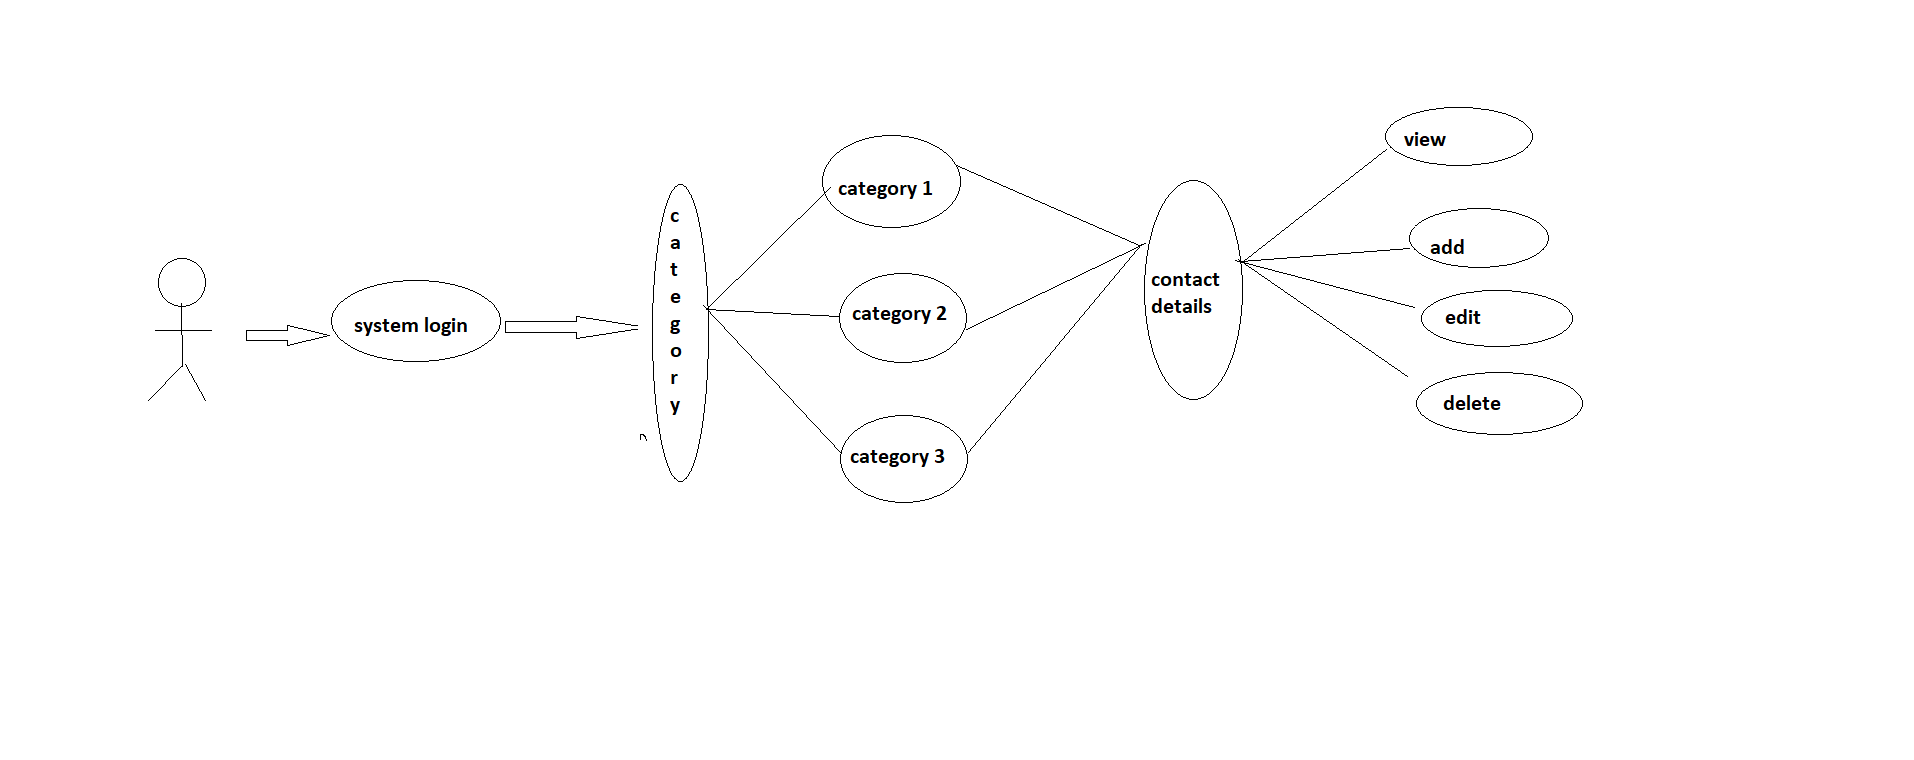 system login
c
a
t
e
g
o
r
y
category 1
category 2
category 3
contact
details
view
add
edit
delete